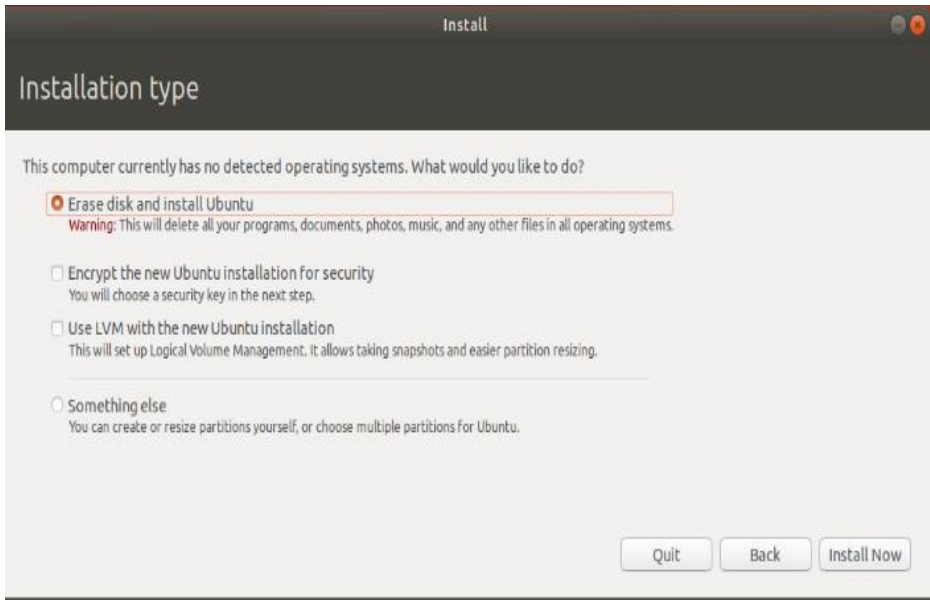 Install
Installation type
This computer currently has no detected operating systems. What would you like to do?
Erase disk and install Ubuntu
Warning: This will delete all your programs, documents, photos, music, and any other files in all operating systems.
Encrypt the new Ubuntu installation for security
You will choose a security key in the next step.
Use LVM with the new Ubuntu installation
This will set up Logical Volume Management. It allows taking snapshots and easier partition resizing.
Something else
You can create or resize partitions yourself, or choose multiple partitions for Ubuntu.
Quit Back Install Now